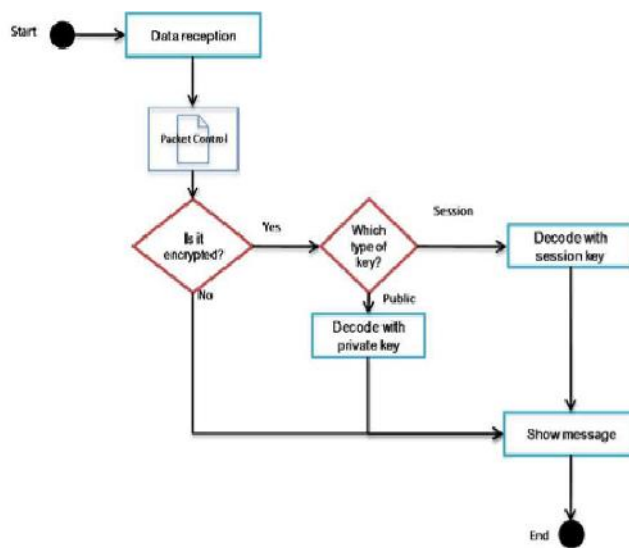 Start
Data reception
Packet Control
Is it
encrypted?
Yes
Which
type of
key?
Session
Decode with
session key
No
Public
Decode with
private key
Show message
End